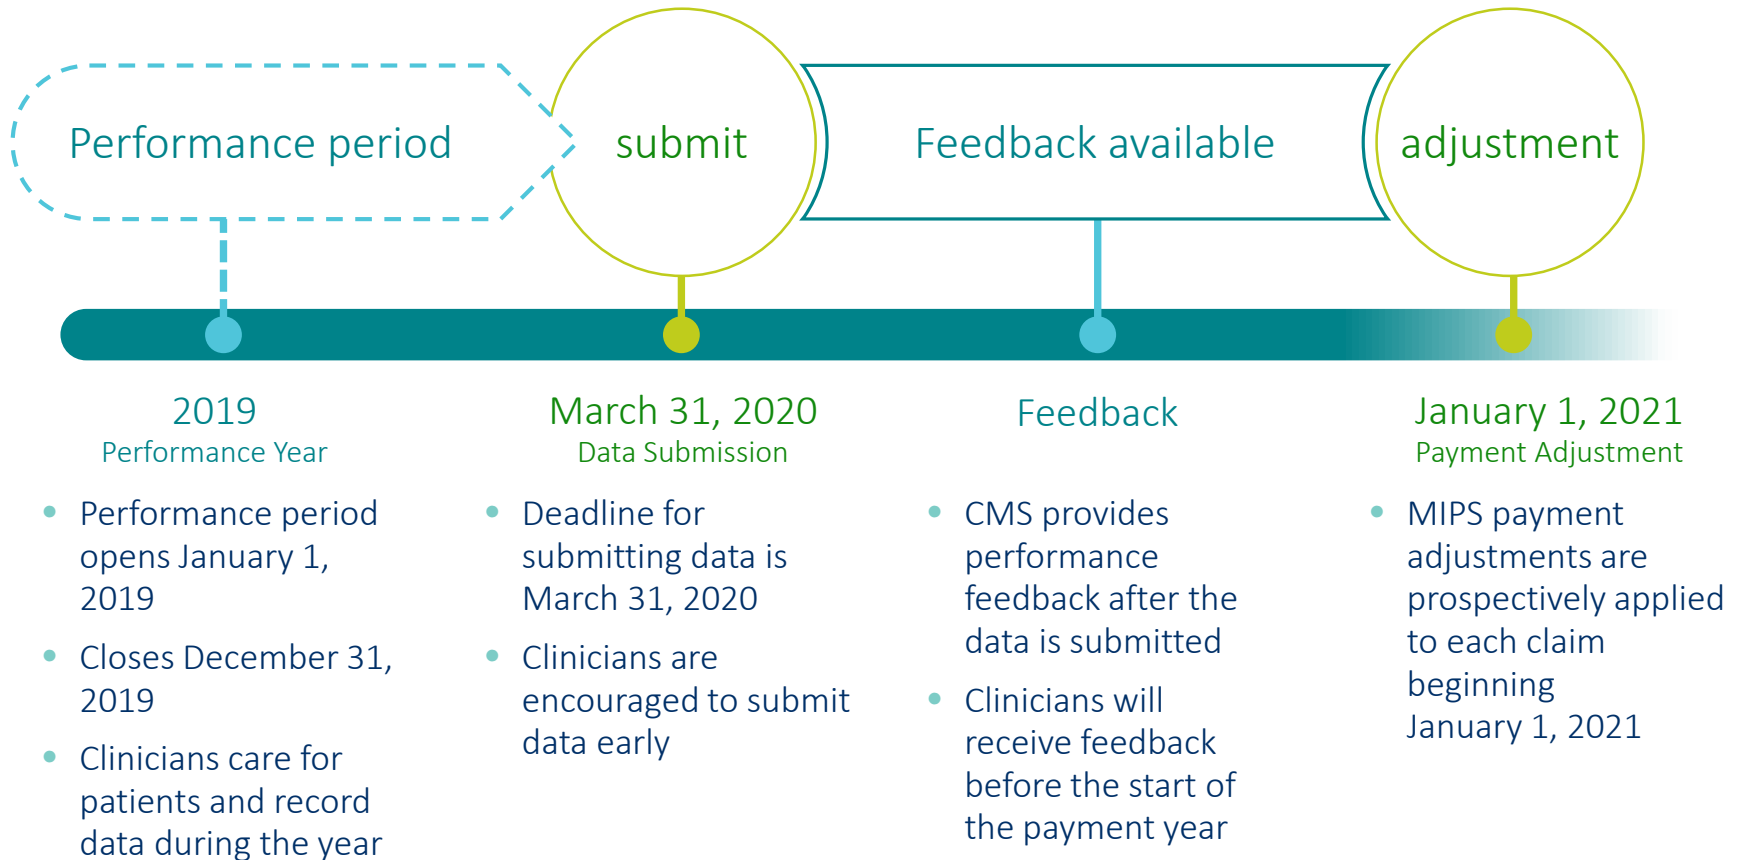 Performance period
submit
Feedback available
adjustment
2019
Performance Year
• Performance period
opens January 1,
2019
• Closes December 31,
2019
• Clinicians care for
patients and record
data during the year
March 31, 2020
Data Submission
• Deadline for
submitting data is
March 31, 2020
• Clinicians are
encouraged to submit
data early
Feedback
• CMS provides
performance
feedback after the
data is submitted
• Clinicians will
receive feedback
before the start of
the payment year
January 1, 2021
Payment Adjustment
• MIPS payment
adjustments are
prospectively applied
to each claim
beginning
January 1, 2021